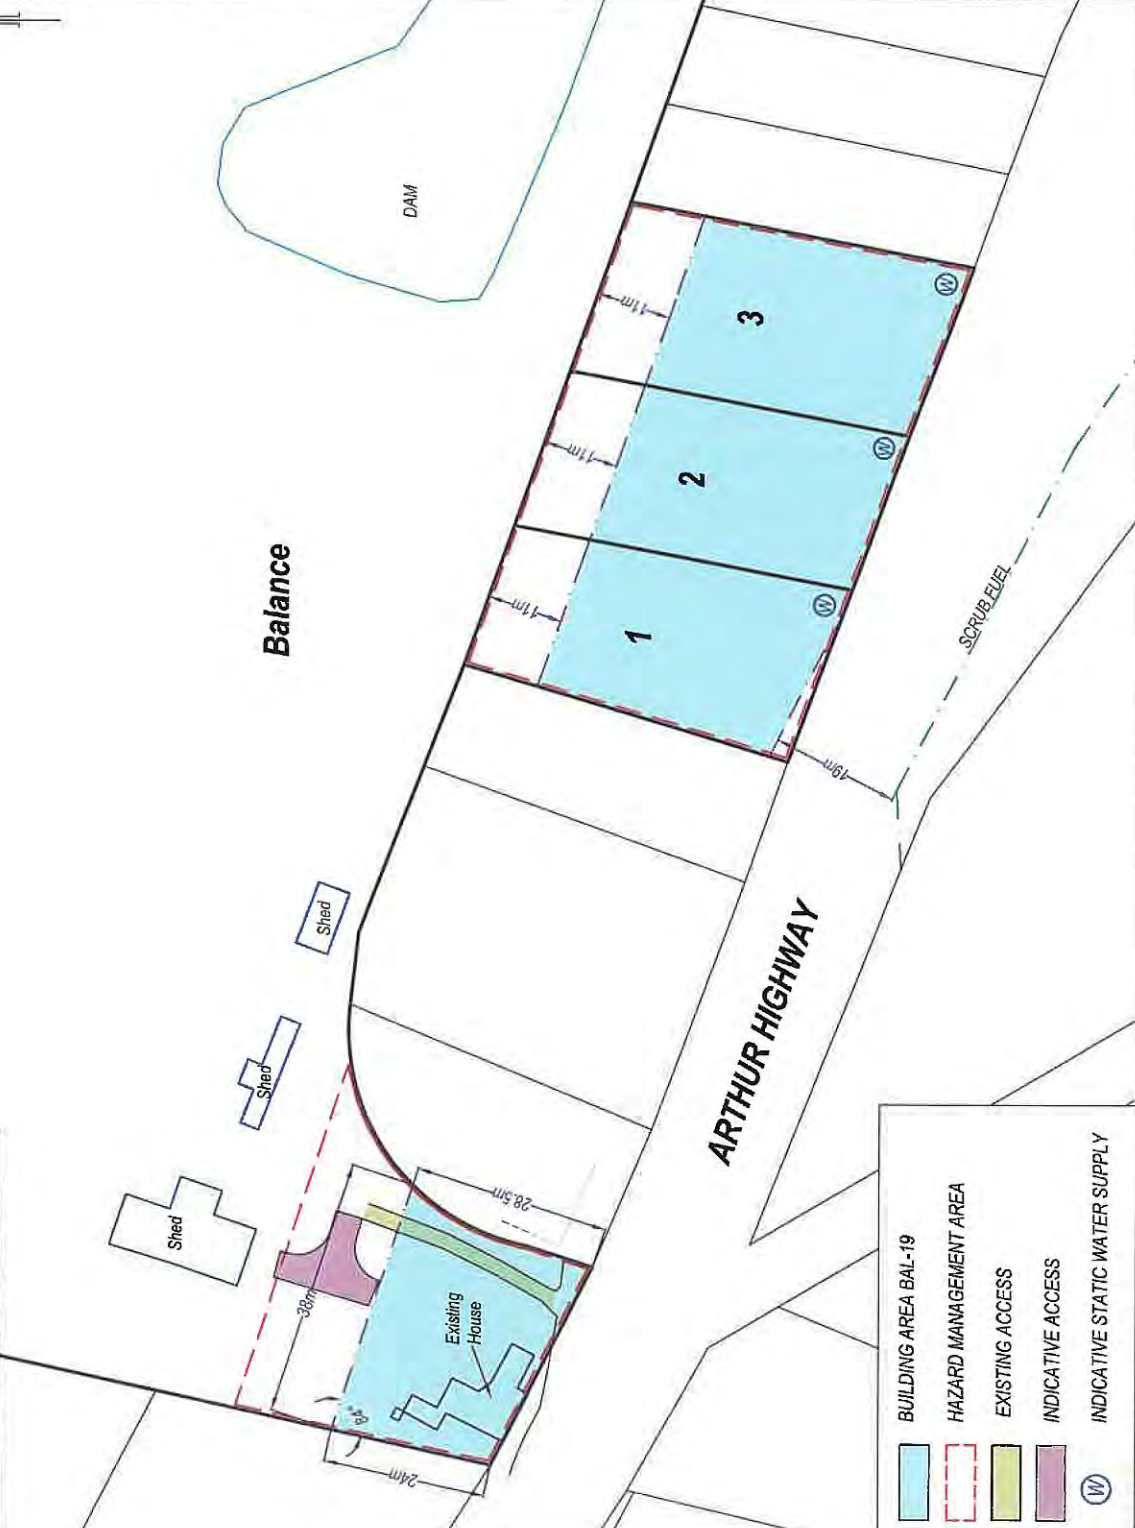 DAM
Balance
11m
11m
11m
1
2
3
W
W
W
SCRUB FUEL
19m
Shed
Shed
Shed
ARTHUR HIGHWAY
28.5m
38m
84°
24m
Existing
House
BUILDING AREA BAL-19
HAZARD MANAGEMENT AREA
EXISTING ACCESS
INDICATIVE ACCESS
W INDICATIVE STATIC WATER SUPPLY